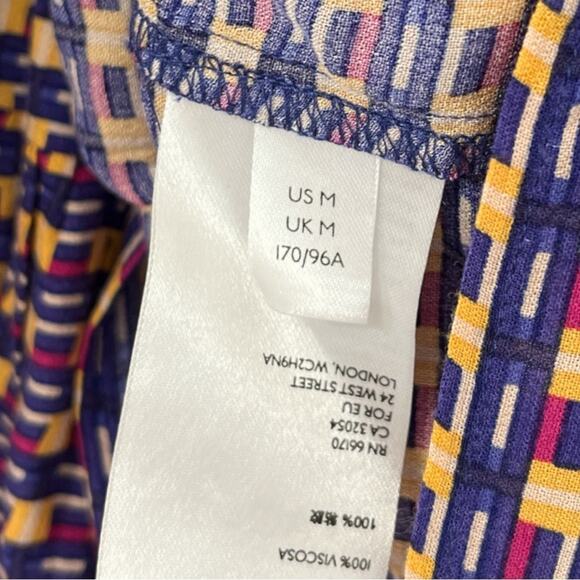 US M
UK M
170/96A
100% VISCOSA
100% 粘胶
RN 66170
CA 32054
FOR EU
24 WEST STREET
LONDON, WC2H9NA